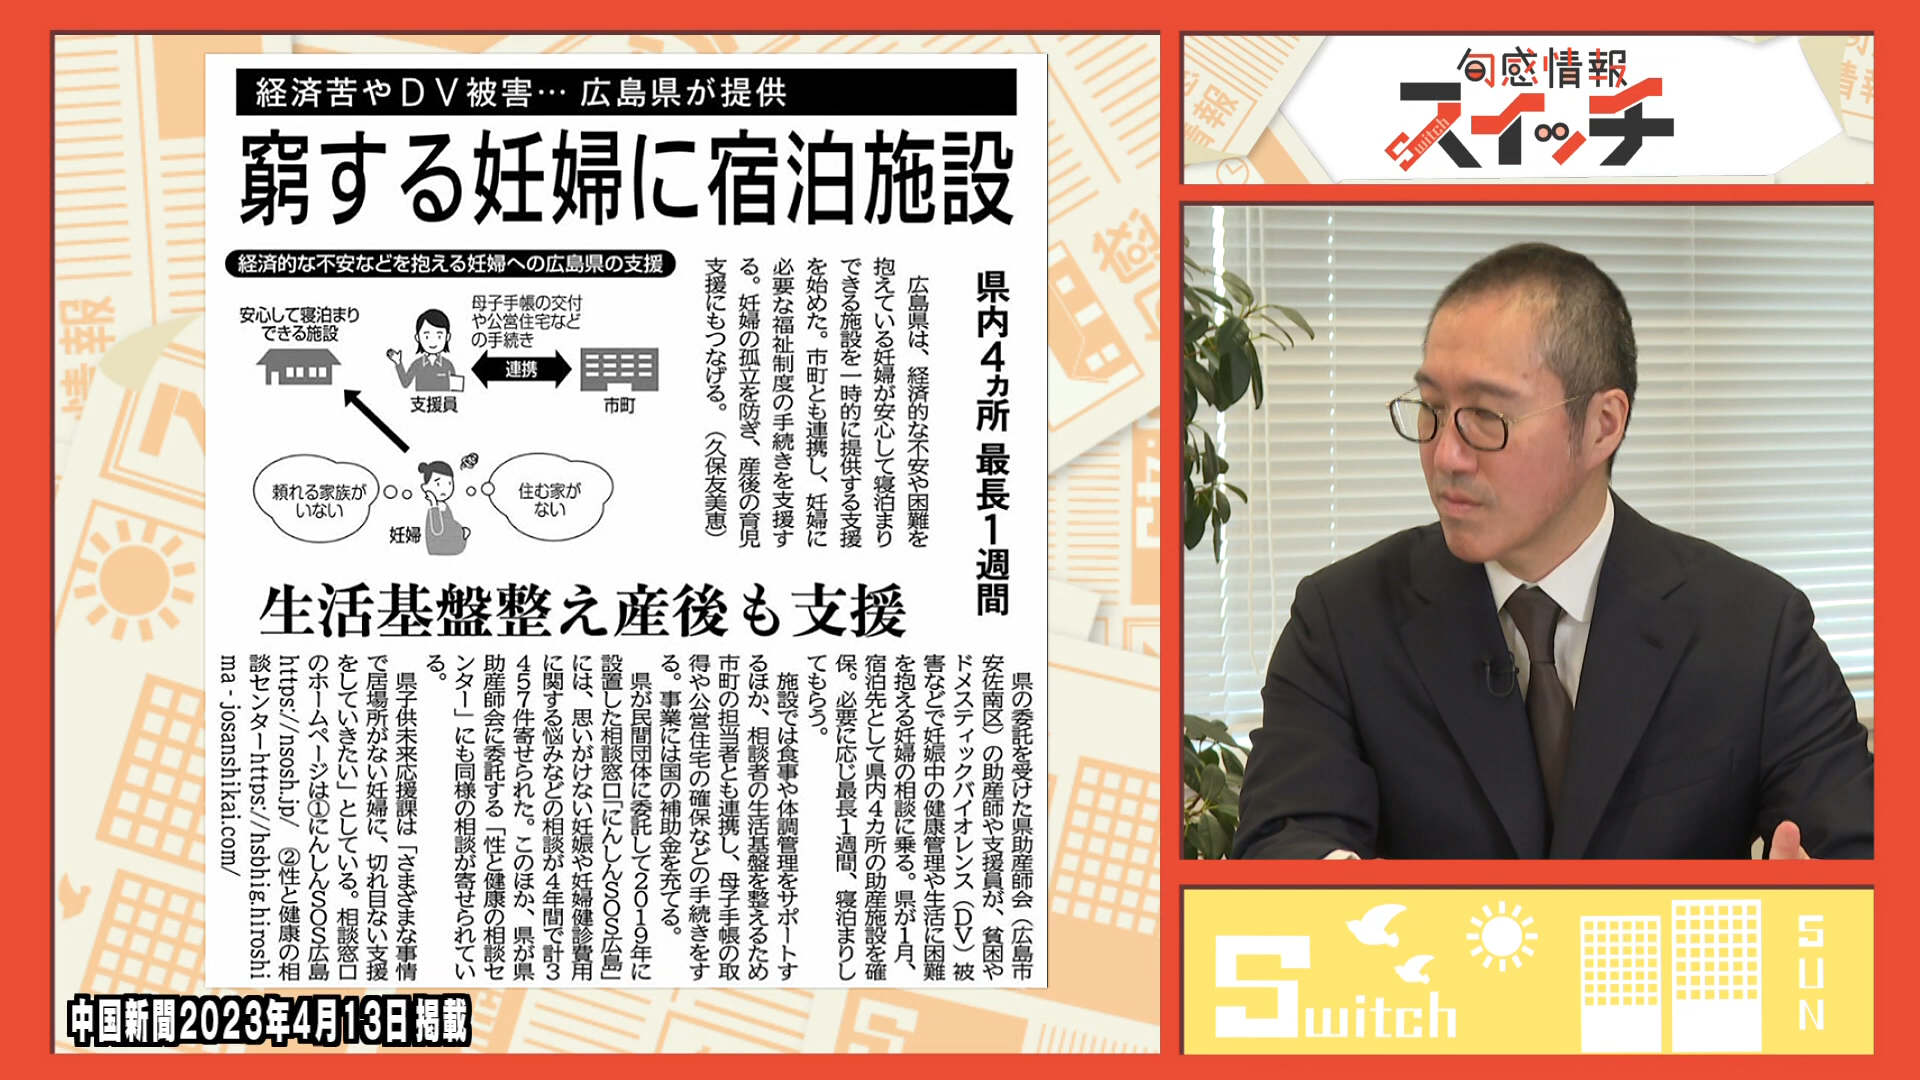 経済苦やDV被害… 広島県が提供
窮する妊婦に宿泊施設
県内4ヵ所 最長1週間
経済的な不安などを抱える妊婦への広島県の支援
安心して寝泊まり
できる施設
母子手帳の交付
や公営住宅など
の手続き
連携
支援員
市町
頼れる家族が
いない
住む家が
ない
妊婦
広島県は、経済的な不安や困難を
抱えている妊婦が安心して寝泊まり
できる施設を一時的に提供する支援
を始めた。市町とも連携し、妊婦に
必要な福祉制度の手続きを支援す
る。妊婦の孤立を防ぎ、産後の育児
支援にもつなげる。（久保友美恵）
生活基盤整え産後も支援
県の委託を受けた県助産師会（広島市
安佐南区）の助産師や支援員が、貧困や
ドメスティックバイオレンス（DV）被
害などで妊娠中の健康管理や生活に困難
を抱える妊婦の相談に乗る。県が1月、
宿泊先として県内4カ所の助産施設を確
保。必要に応じ最長1週間、寝泊まりし
てもらう。
施設では食事や体調管理をサポートす
るほか、相談者の生活基盤を整えるため
市町の担当者とも連携し、母子手帳の取
得や公営住宅の確保などの手続きをす
る。事業には国の補助金を充てる。
県が民間団体に委託して2019年に
設置した相談窓口「にんしんSOS広島」
には、思いがけない妊娠や妊婦健診費用
に関する悩みなどの相談が4年間で計3
457件寄せられた。このほか、県が県
助産師会に委託する「性と健康の相談セ
ンター」にも同様の相談が寄せられてい
る。
県子供未来応援課は「さまざまな事情
で居場所がない妊婦に、切れ目ない支援
をしていきたい」としている。相談窓口
のホームページは①にんしんSOS広島
https://nsosh.jp/ ②性と健康の相
談センターhttps://hsbhig.hiroshi
ma-josanshikai.com/
中国新聞2023年4月13日掲載
旬感情報
スイッチ
Switch
Switch
SUN